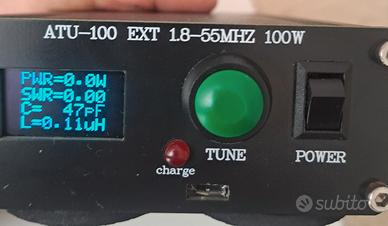 ATU-100 EXT 1.8-55MHZ 100W
PWR=0.0W
SWR=0.00
C= 47pF
L=0.11uH
TUNE
POWER
charge
subito